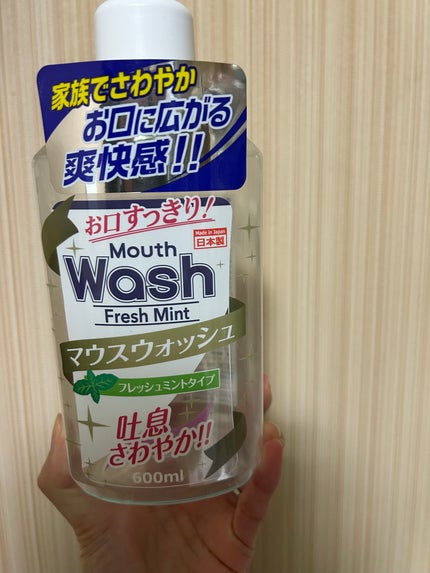 家族でさわやか
お口に広がる
爽快感!!
お口すっきり!
Made in Japan
日本製
Mouth
Wash
Fresh Mint
マウスウォッシュ
フレッシュミントタイプ
吐息
さわやか!!
600ml